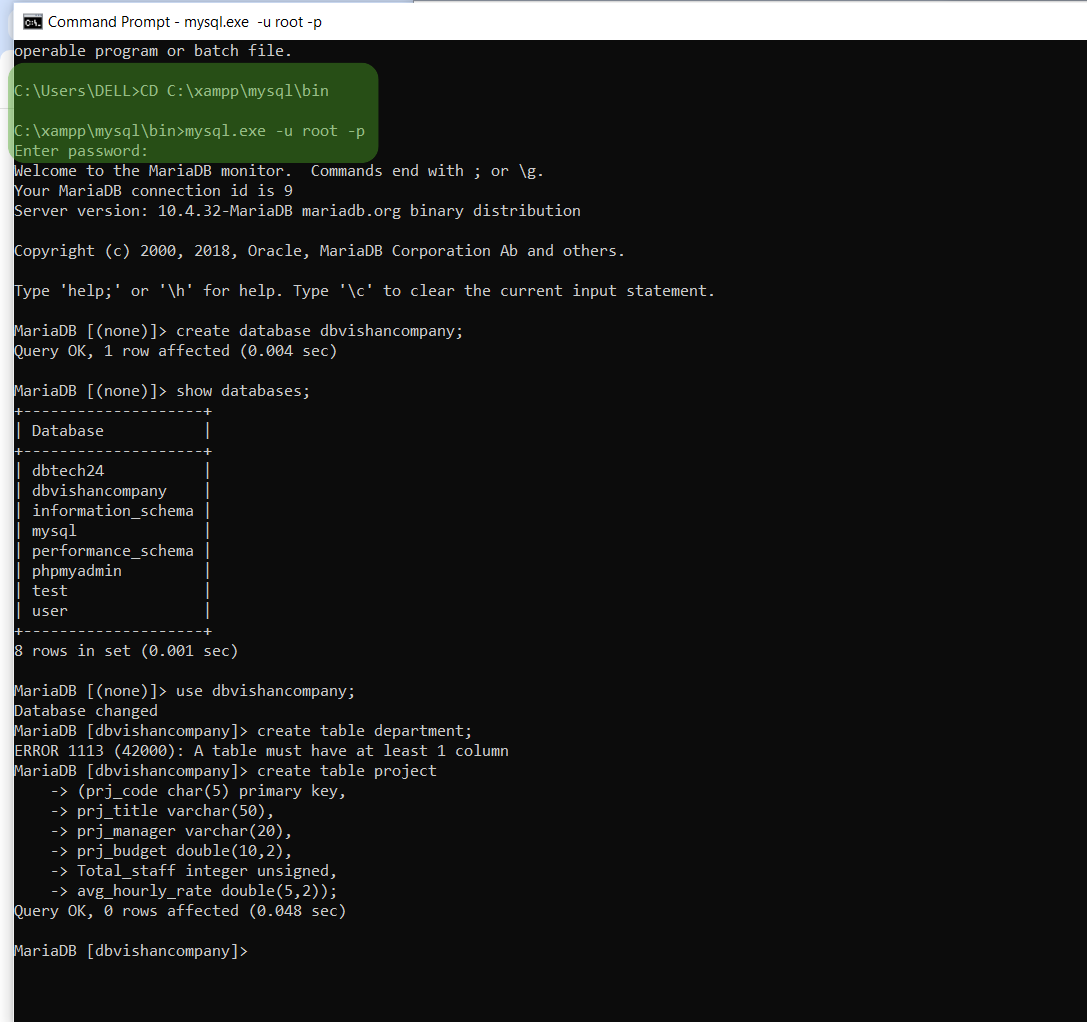 Command Prompt - mysql.exe  -u root -p
operable program or batch file.
C:\Users\DELL>CD C:\xampp\mysql\bin
C:\xampp\mysql\bin>mysql.exe -u root -p
Enter password:
Welcome to the MariaDB monitor.  Commands end with ; or \g.
Your MariaDB connection id is 9
Server version: 10.4.32-MariaDB mariadb.org binary distribution
Copyright (c) 2000, 2018, Oracle, MariaDB Corporation Ab and others.
Type 'help;' or '\h' for help. Type '\c' to clear the current input statement.
MariaDB [(none)]> create database dbvishancompany;
Query OK, 1 row affected (0.004 sec)
MariaDB [(none)]> show databases;
+--------------------+
| Database           |
+--------------------+
| dbtech24           |
| dbvishancompany    |
| information_schema |
| mysql              |
| performance_schema |
| phpmyadmin         |
| test               |
| user               |
+--------------------+
8 rows in set (0.001 sec)
MariaDB [(none)]> use dbvishancompany;
Database changed
MariaDB [dbvishancompany]> create table department;
ERROR 1113 (42000): A table must have at least 1 column
MariaDB [dbvishancompany]> create table project
    -> (prj_code char(5) primary key,
    -> prj_title varchar(50),
    -> prj_manager varchar(20),
    -> prj_budget double(10,2),
    -> Total_staff integer unsigned,
    -> avg_hourly_rate double(5,2));
Query OK, 0 rows affected (0.048 sec)
MariaDB [dbvishancompany]>